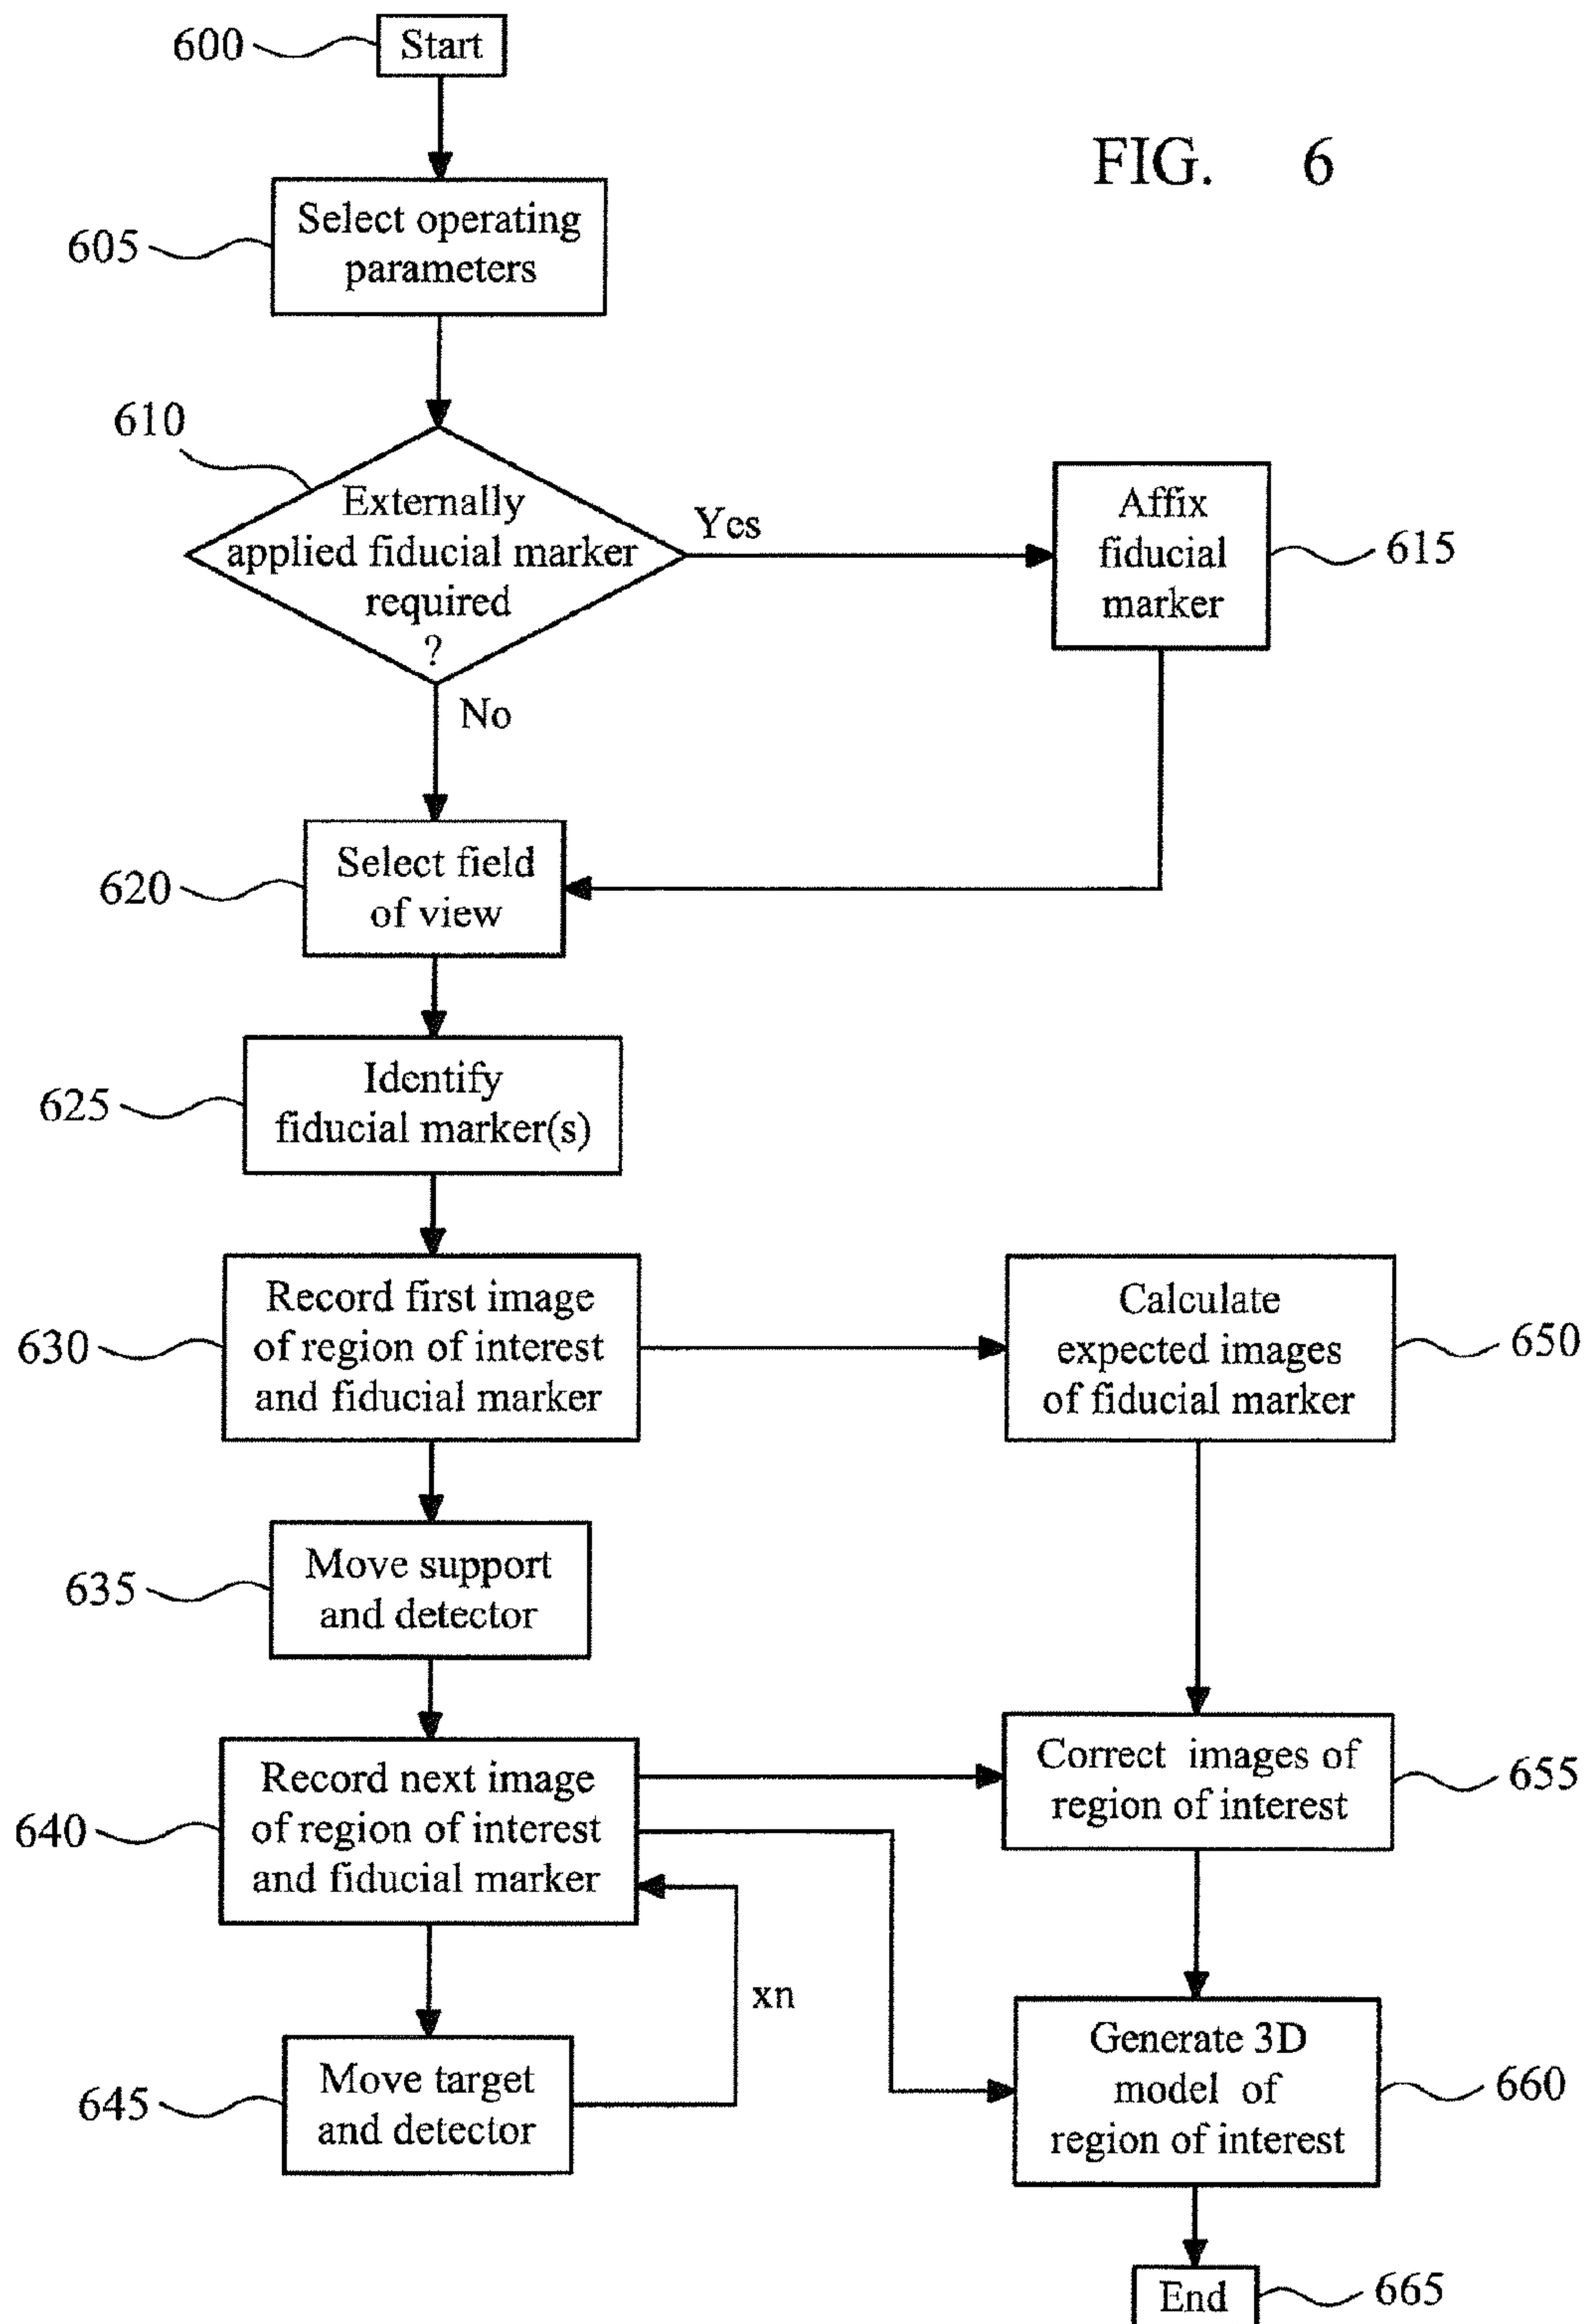 600
Start
FIG. 6
605
Select operating
parameters
610
Externally
applied fiducial marker
required
?
Yes
Affix
fiducial
marker
615
No
620
Select field
of view
625
Identify
fiducial marker(s)
630
Record first image
of region of interest
and fiducial marker
Calculate
expected images
of fiducial marker
650
635
Move support
and detector
640
Record next image
of region of interest
and fiducial marker
Correct images of
region of interest
655
xn
645
Move target
and detector
Generate 3D
model of
region of interest
660
End
665